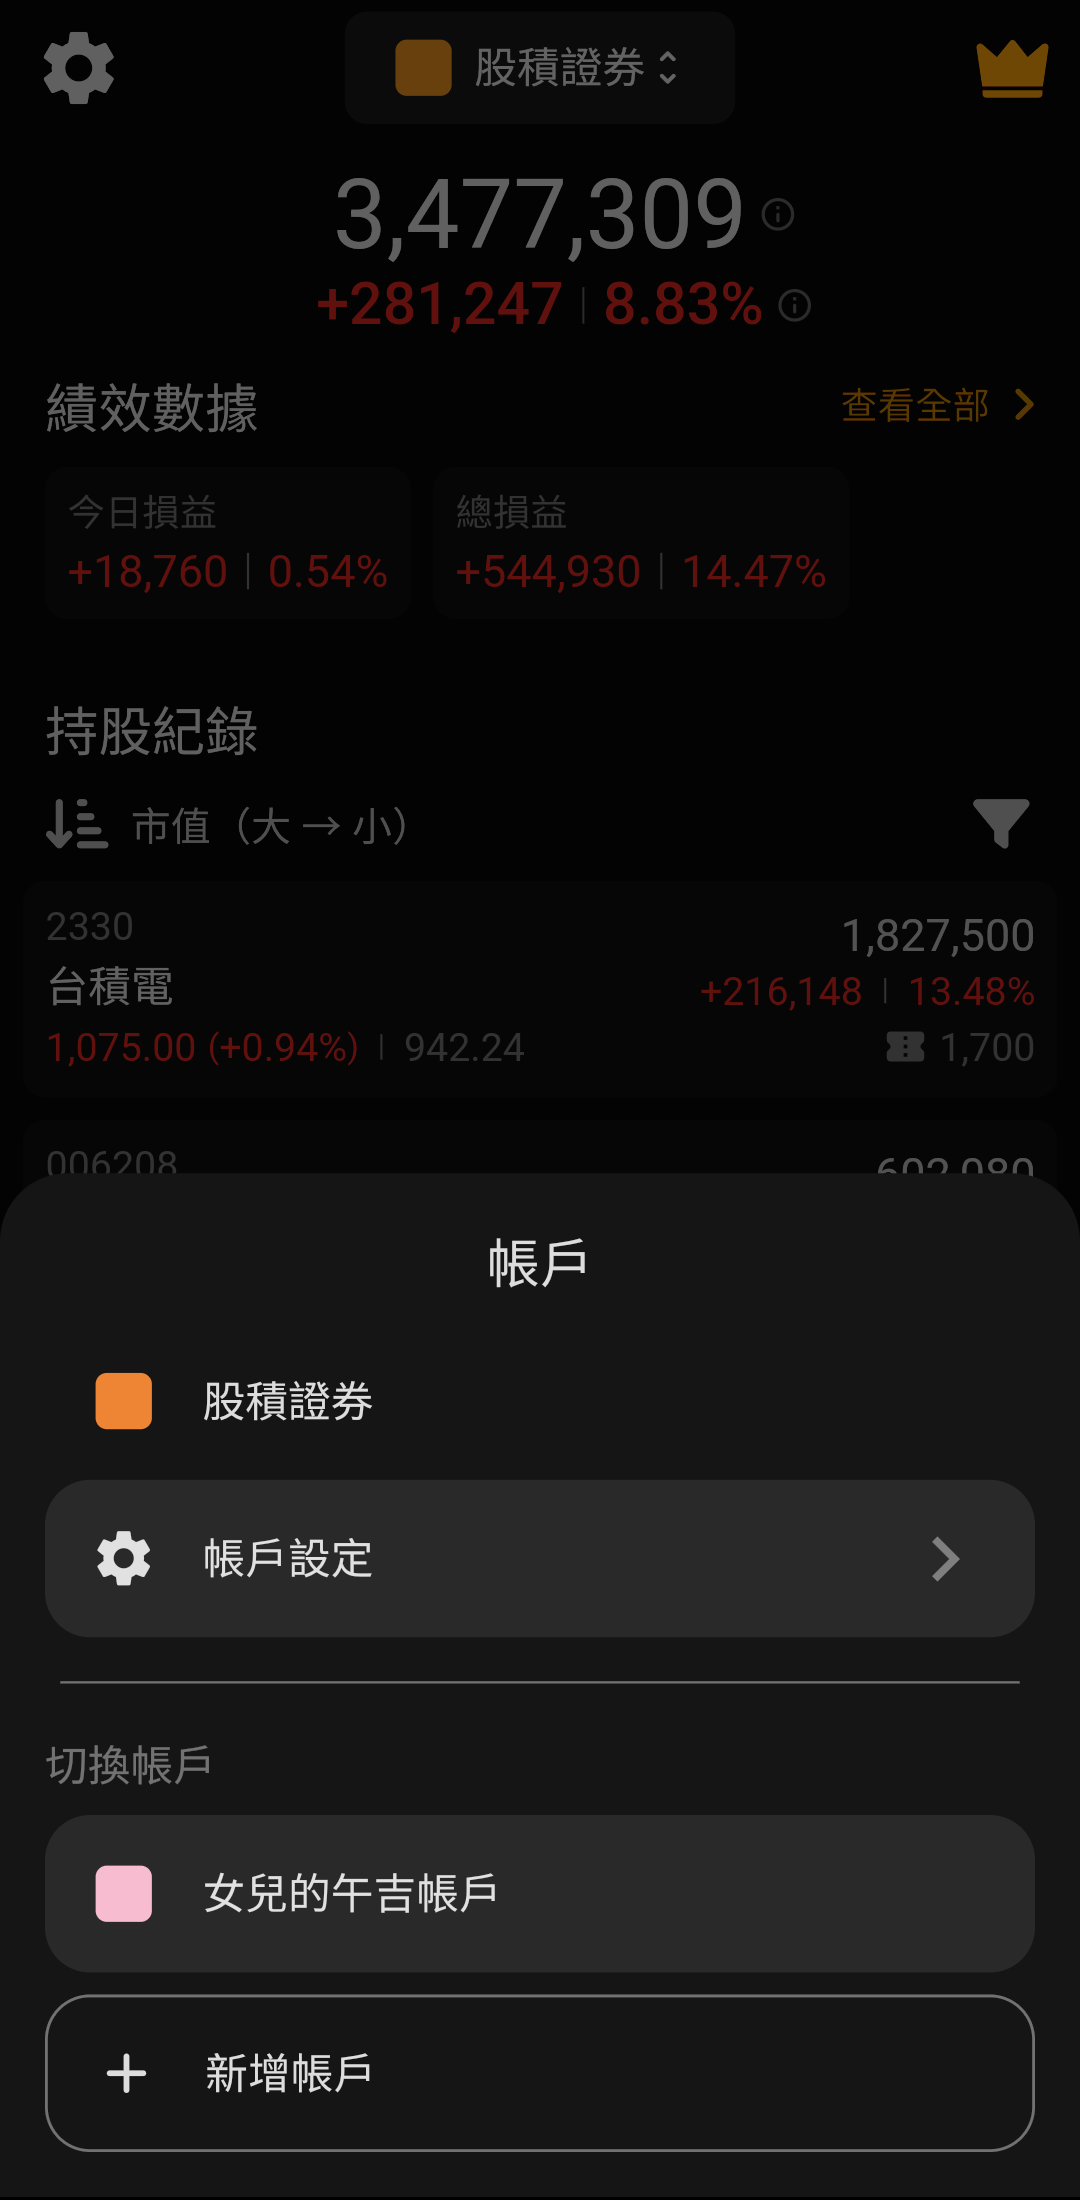 股積證券
3,477,309
+281,247 | 8.83%
績效數據
查看全部
今日損益
+18,760 | 0.54%
總損益
+544,930 | 14.47%
持股紀錄
市值（大 → 小）
2330
1,827,500
台積電
+216,148 | 13.48%
1,075.00 (+0.94%) | 942.24
1,700
006208
602,080
帳戶
股積證券
帳戶設定
切換帳戶
女兒的午吉帳戶
新增帳戶